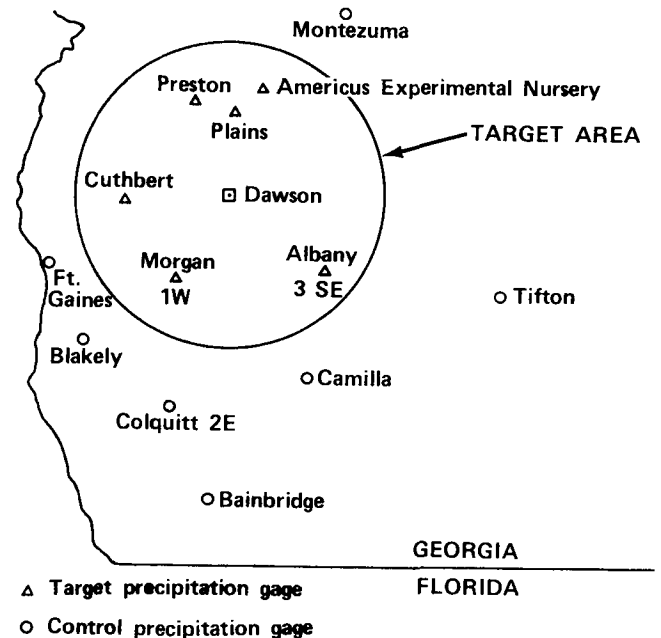 Montezuma
Preston
Americus Experimental Nursery
Plains
TARGET AREA
Cuthbert
Dawson
Morgan
1W
Albany
3 SE
Ft.
Gaines
Tifton
Blakely
Camilla
Colquitt 2E
Bainbridge
GEORGIA
FLORIDA
Target precipitation gage
Control precipitation gage